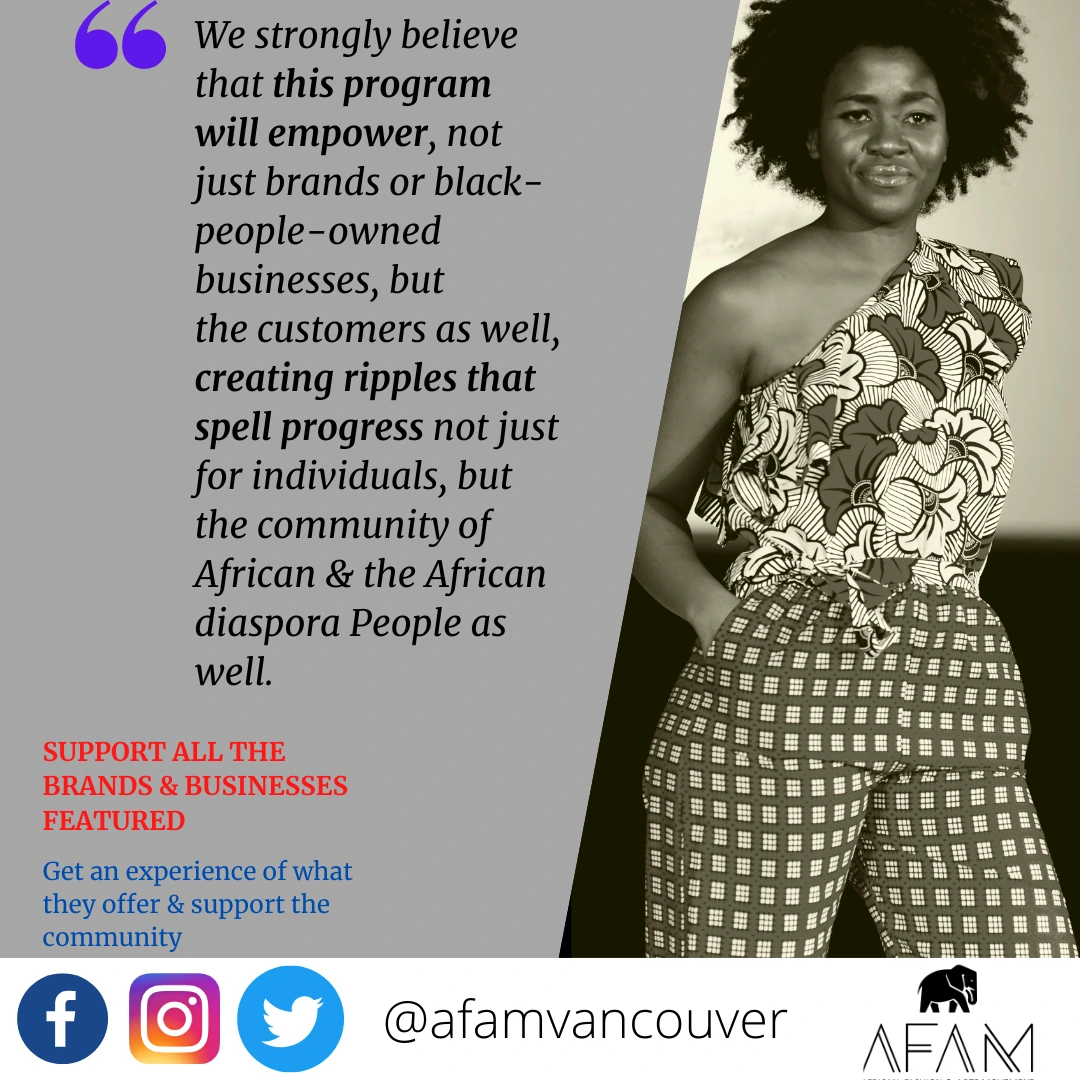 We strongly believe
that this program
will empower, not
just brands or black-
people-owned
businesses, but
the customers as well,
creating ripples that
spell progress not just
for individuals, but
the community of
African & the African
diaspora People as
well.
SUPPORT ALL THE
BRANDS & BUSINESSES
FEATURED
Get an experience of what
they offer & support the
community
@afamvancouver
AFAM